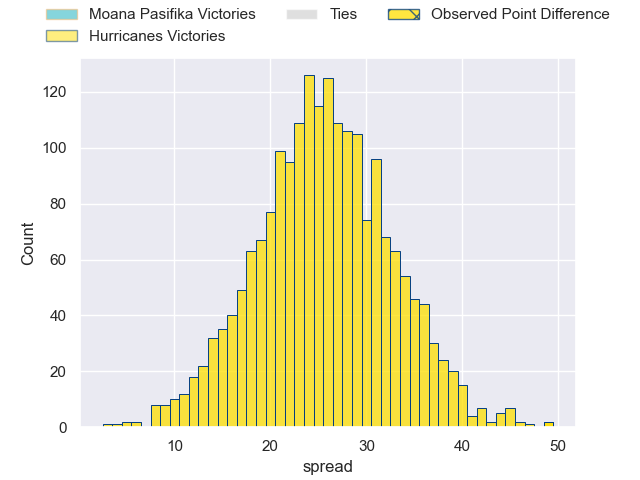 Moana Pasifika Victories
Ties
Observed Point Difference
Hurricanes Victories
120
100
80
60
40
20
0
Count
10
20
30
40
50
spread